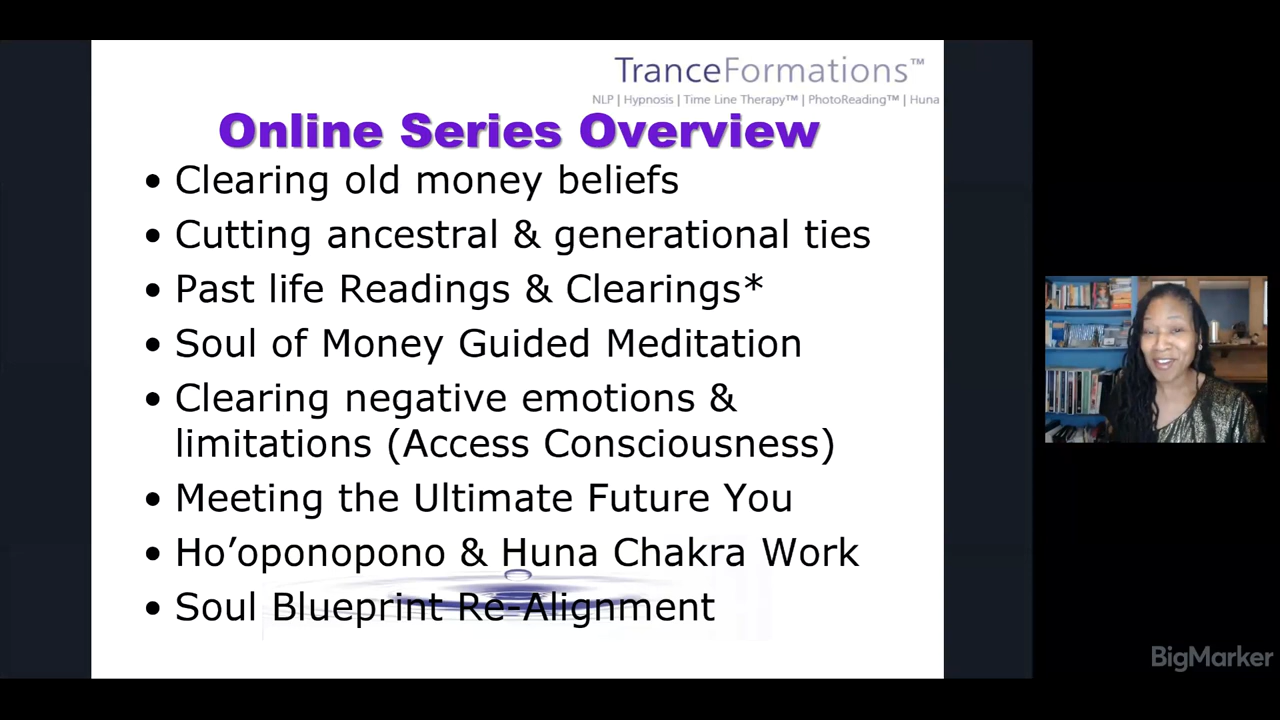 TranceFormations™
NLP | Hypnosis | Time Line Therapy™ | PhotoReading™ | Huna
Online Series Overview
• Clearing old money beliefs
• Cutting ancestral & generational ties
• Past life Readings & Clearings*
• Soul of Money Guided Meditation
• Clearing negative emotions &
limitations (Access Consciousness)
• Meeting the Ultimate Future You
• Ho’oponopono & Huna Chakra Work
• Soul Blueprint Re-Alignment
BigMarker